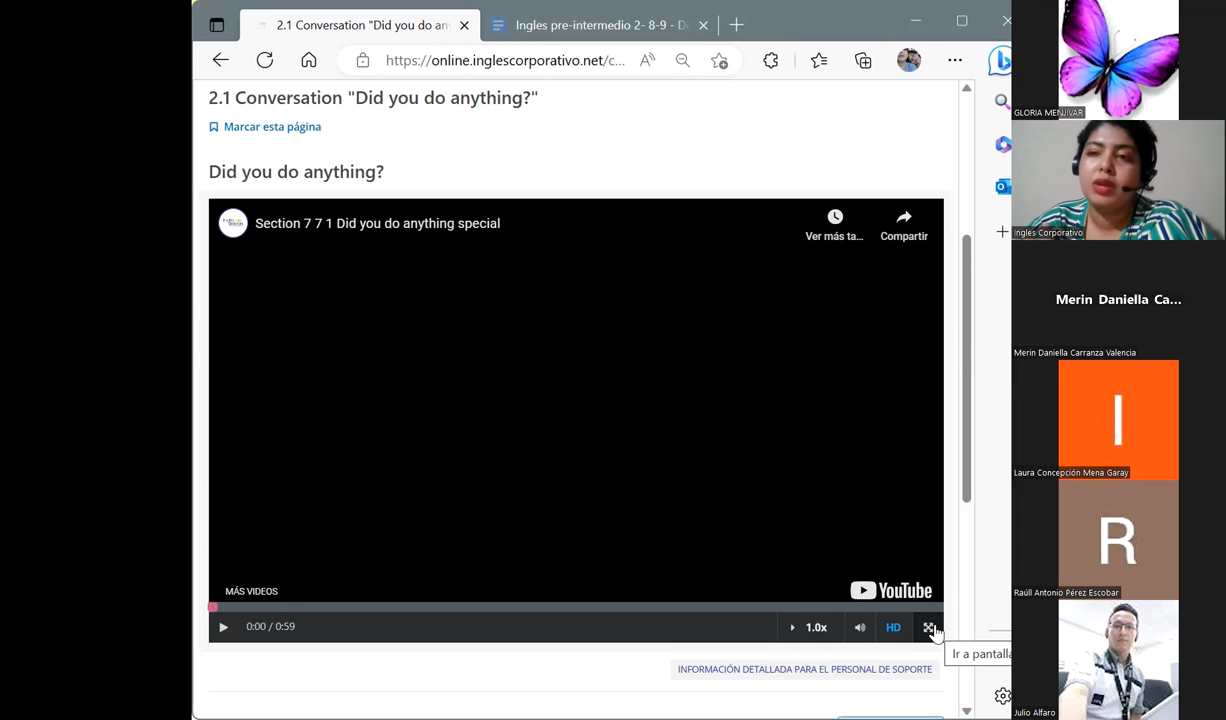 2.1 Conversation "Did you do an
Ingles pre-intermedio 2- 8-9 - D
https://online.inglescorporativo.net/c...
2.1 Conversation "Did you do anything?"
Marcar esta página
Did you do anything?
Section 7 7 1 Did you do anything special
Ver más ta...
Compartir
MÁS VIDEOS
YouTube
0:00 / 0:59
1.0x
HD
Ir a pantalla
INFORMACIÓN DETALLADA PARA EL PERSONAL DE SOPORTE
GLORIA MENJIVAR
Ingles Corporativo
Merin Daniella Ca...
Merin Daniella Carranza Valencia
I
Laura Concepción Mena Garay
R
Raúll Antonio Pérez Escobar
Julio Alfaro